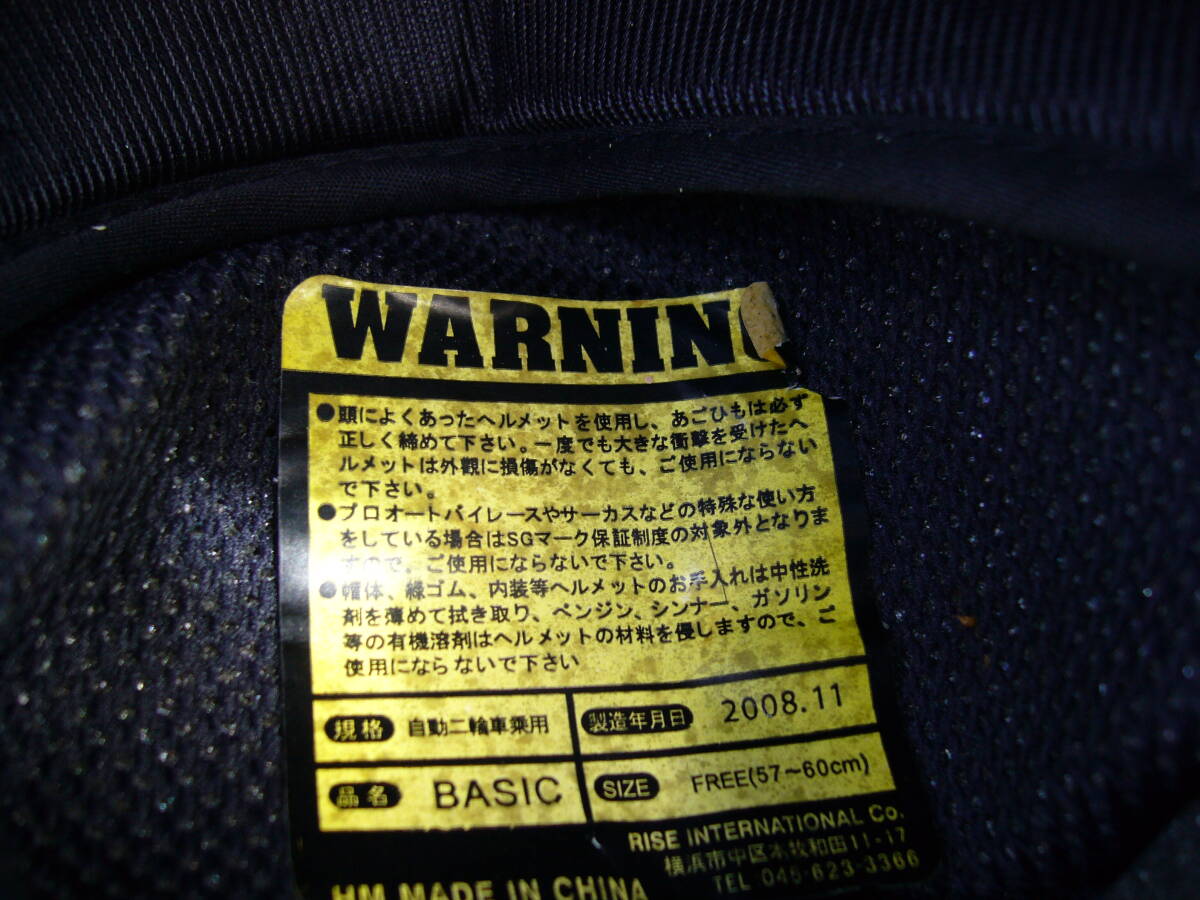 WARNIN
●頭によくあったヘルメットを使用し、あごひもは必ず
正しく締めて下さい。一度でも大きな衝撃を受けたヘ
ルメットは外観に損傷がなくても、ご使用にならない
で下さい。
●プロオートバイレースやサーカスなどの特殊な使い方
をしている場合はSGマーク保証制度の対象外となりま
すので、ご使用にならないで下さい。
●帽体、縁ゴム、内装等ヘルメットのお手入れは中性洗
剤を薄めて拭き取り、ベンジン、シンナー、ガソリン
等の有機溶剤はヘルメットの材料を侵しますので、ご
使用にならないで下さい
規格 自動二輪車乗用 製造年月日 2008.11
品名 BASIC SIZE FREE(57～60cm)
RISE INTERNATIONAL Co.
横浜市中区本牧和田11-17
TEL 045-623-3366
HM MADE IN CHINA